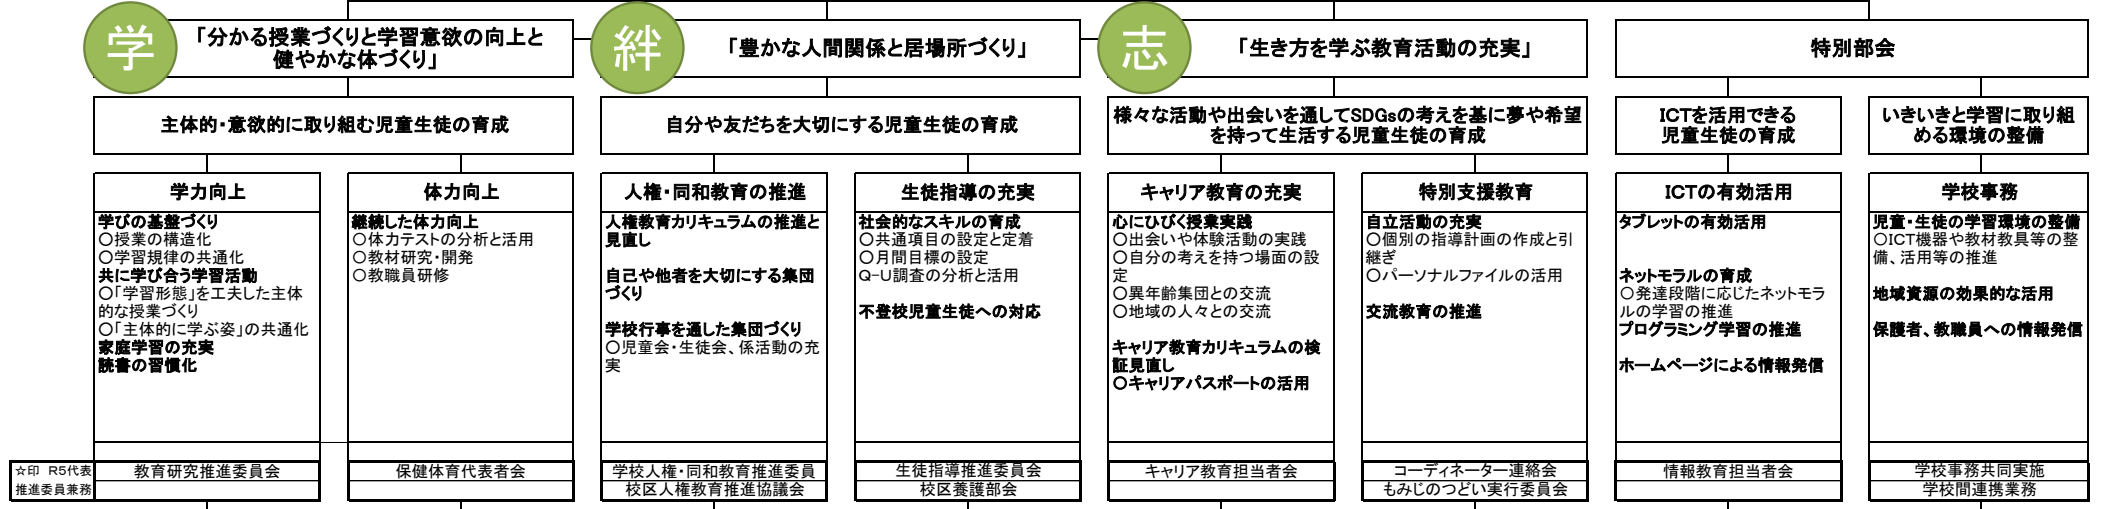 学
「分かる授業づくりと学習意欲の向上と
健やかな体づくり」
絆
「豊かな人間関係と居場所づくり」
志
「生き方を学ぶ教育活動の充実」
特別部会
主体的・意欲的に取り組む児童生徒の育成
自分や友だちを大切にする児童生徒の育成
様々な活動や出会いを通してSDGsの考えを基に夢や希望
を持って生活する児童生徒の育成
ICTを活用できる
児童生徒の育成
いきいきと学習に取り組
める環境の整備
学力向上
学びの基盤づくり
○授業の構造化
○学習規律の共通化
共に学び合う学習活動
○「学習形態」を工夫した主体
的な授業づくり
○「主体的に学ぶ姿」の共通化
家庭学習の充実
読書の習慣化
体力向上
継続した体力向上
○体力テストの分析と活用
○教材研究・開発
○教職員研修
人権・同和教育の推進
人権教育カリキュラムの推進と
見直し
自己や他者を大切にする集団
づくり
学校行事を通した集団づくり
○児童会・生徒会、係活動の充
実
生徒指導の充実
社会的なスキルの育成
○共通項目の設定と定着
○月間目標の設定
Q-U調査の分析と活用
不登校児童生徒への対応
キャリア教育の充実
心にひびく授業実践
○出会いや体験活動の実践
○自分の考えを持つ場面の設
定
○異年齢集団との交流
○地域の人々との交流
キャリア教育カリキュラムの検
証見直し
○キャリアパスポートの活用
特別支援教育
自立活動の充実
○個別の指導計画の作成と引
継ぎ
○パーソナルファイルの活用
交流教育の推進
ICTの有効活用
タブレットの有効活用
ネットモラルの育成
○発達段階に応じたネットモラ
ルの学習の推進
プログラミング学習の推進
ホームページによる情報発信
学校事務
児童・生徒の学習環境の整備
○ICT機器や教材教具等の整
備、活用等の推進
地域資源の効果的な活用
保護者、教職員への情報発信
☆印 R5代表
推進委員兼務
教育研究推進委員会
保健体育代表者会
学校人権・同和教育推進委員
校区人権教育推進協議会
生徒指導推進委員会
校区養護部会
キャリア教育担当者会
コーディネーター連絡会
もみじのつどい実行委員会
情報教育担当者会
学校事務共同実施
学校間連携業務